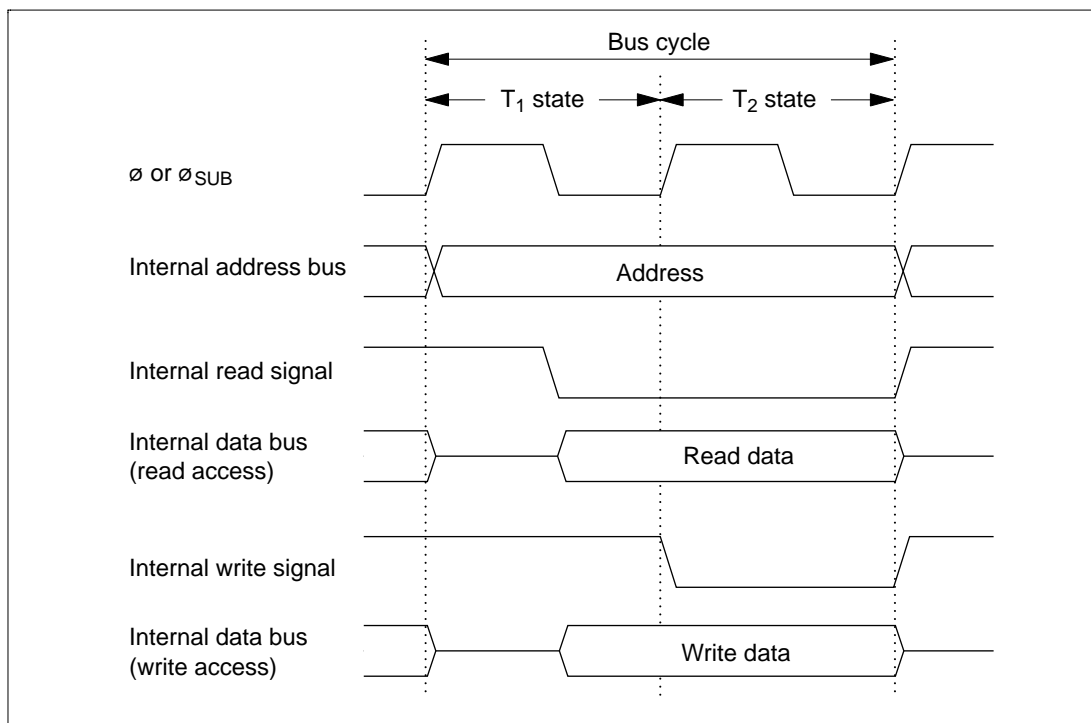 Bus cycle
T₁ state
T₂ state
ø or øSUB
Internal address bus
Address
Internal read signal
Internal data bus
(read access)
Read data
Internal write signal
Internal data bus
(write access)
Write data